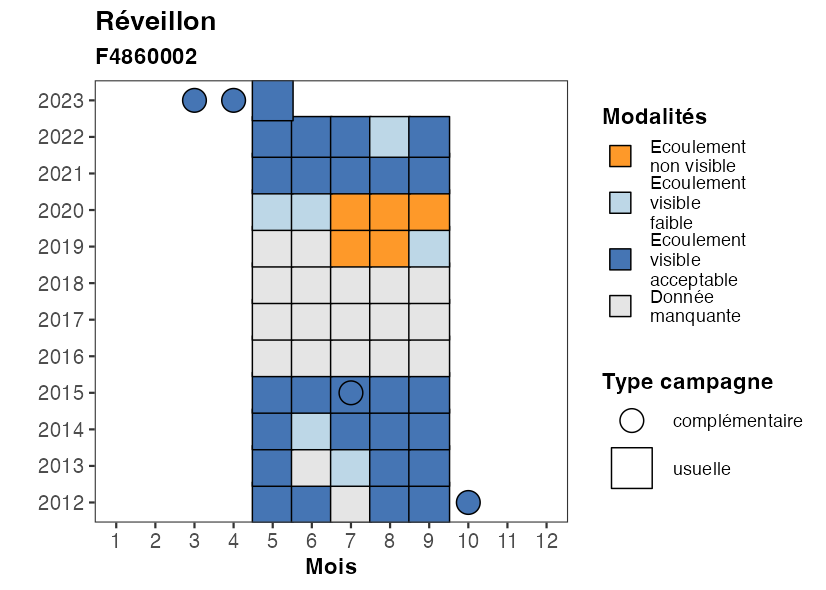 Réveillon
F4860002
2023
2022
2021
2020
2019
2018
2017
2016
2015
2014
2013
2012
1 2 3 4 5 6 7 8 9 10 11 12
Mois
Modalités
Ecoulement
non visible
Ecoulement
visible
faible
Ecoulement
visible
acceptable
Donnée
manquante
Type campagne
complémentaire
usuelle